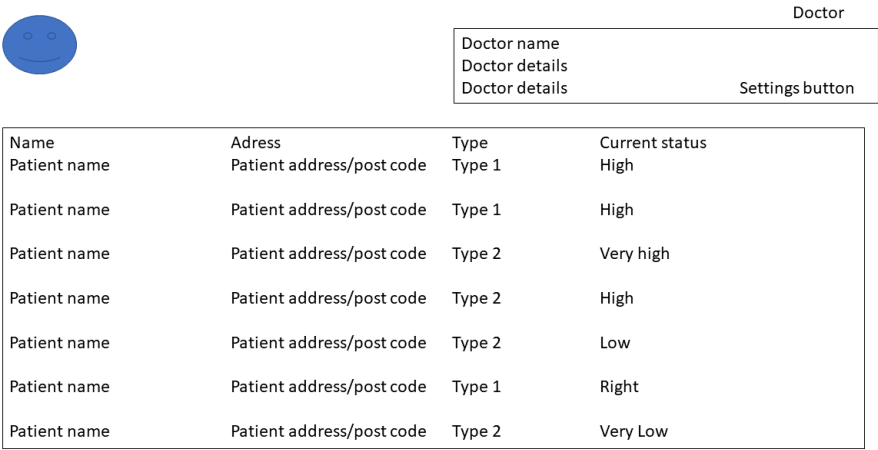 Doctor
Doctor name
Doctor details
Doctor details Settings button
Name Adress Type Current status
Patient name Patient address/post code Type 1 High
Patient name Patient address/post code Type 1 High
Patient name Patient address/post code Type 2 Very high
Patient name Patient address/post code Type 2 High
Patient name Patient address/post code Type 2 Low
Patient name Patient address/post code Type 1 Right
Patient name Patient address/post code Type 2 Very Low